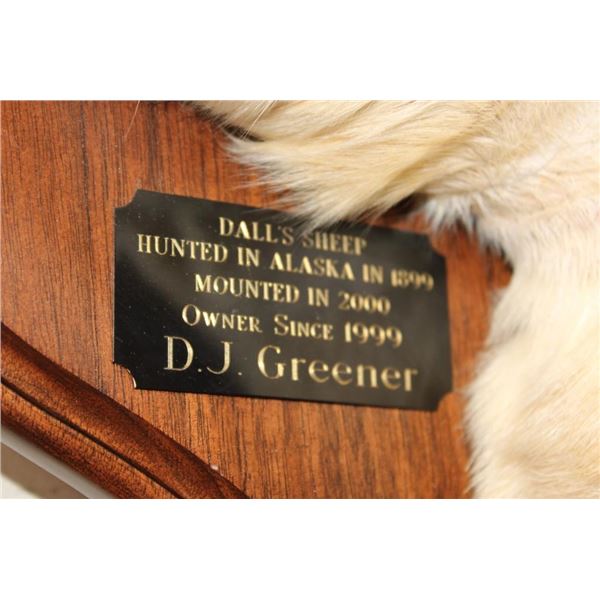 DALL'S SHEEP
HUNTED IN ALASKA IN 1899
MOUNTED IN 2000
OWNER SINCE 1999
D.J. Greener